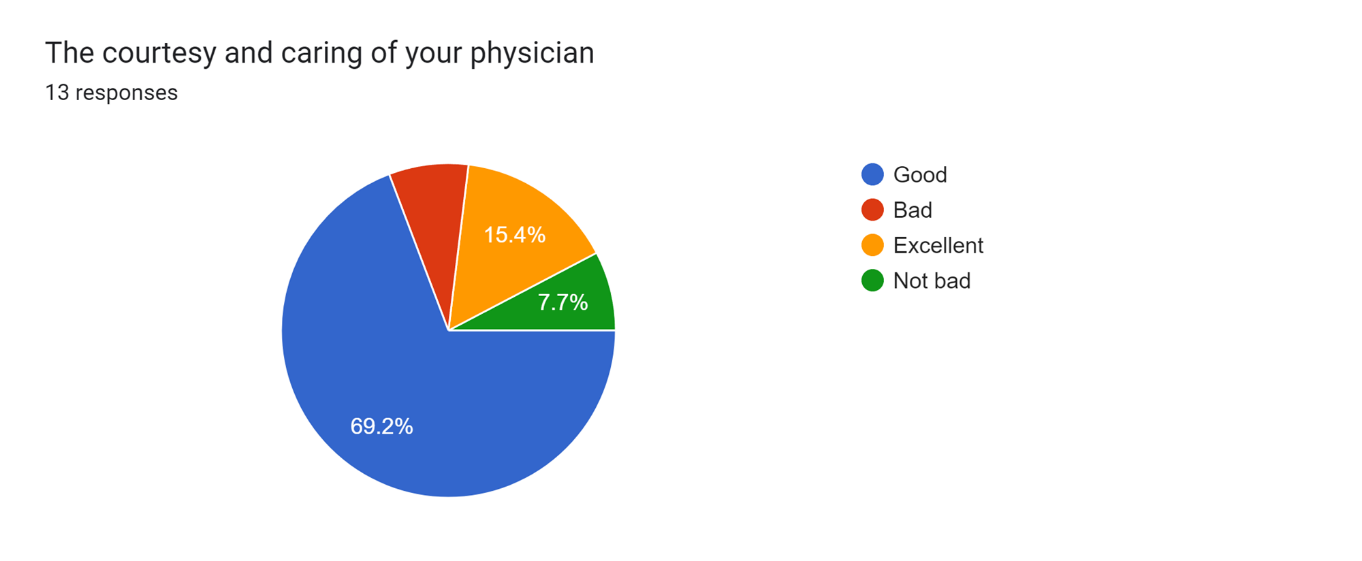 The courtesy and caring of your physician
13 responses
Good
Bad
Excellent
Not bad
15.4%
7.7%
69.2%